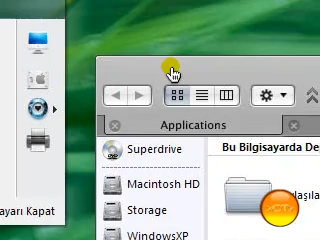 Applications
Superdrive
Bu Bilgisayarda De
Macintosh HD
Storage
WindowsXP
ayarı Kapat